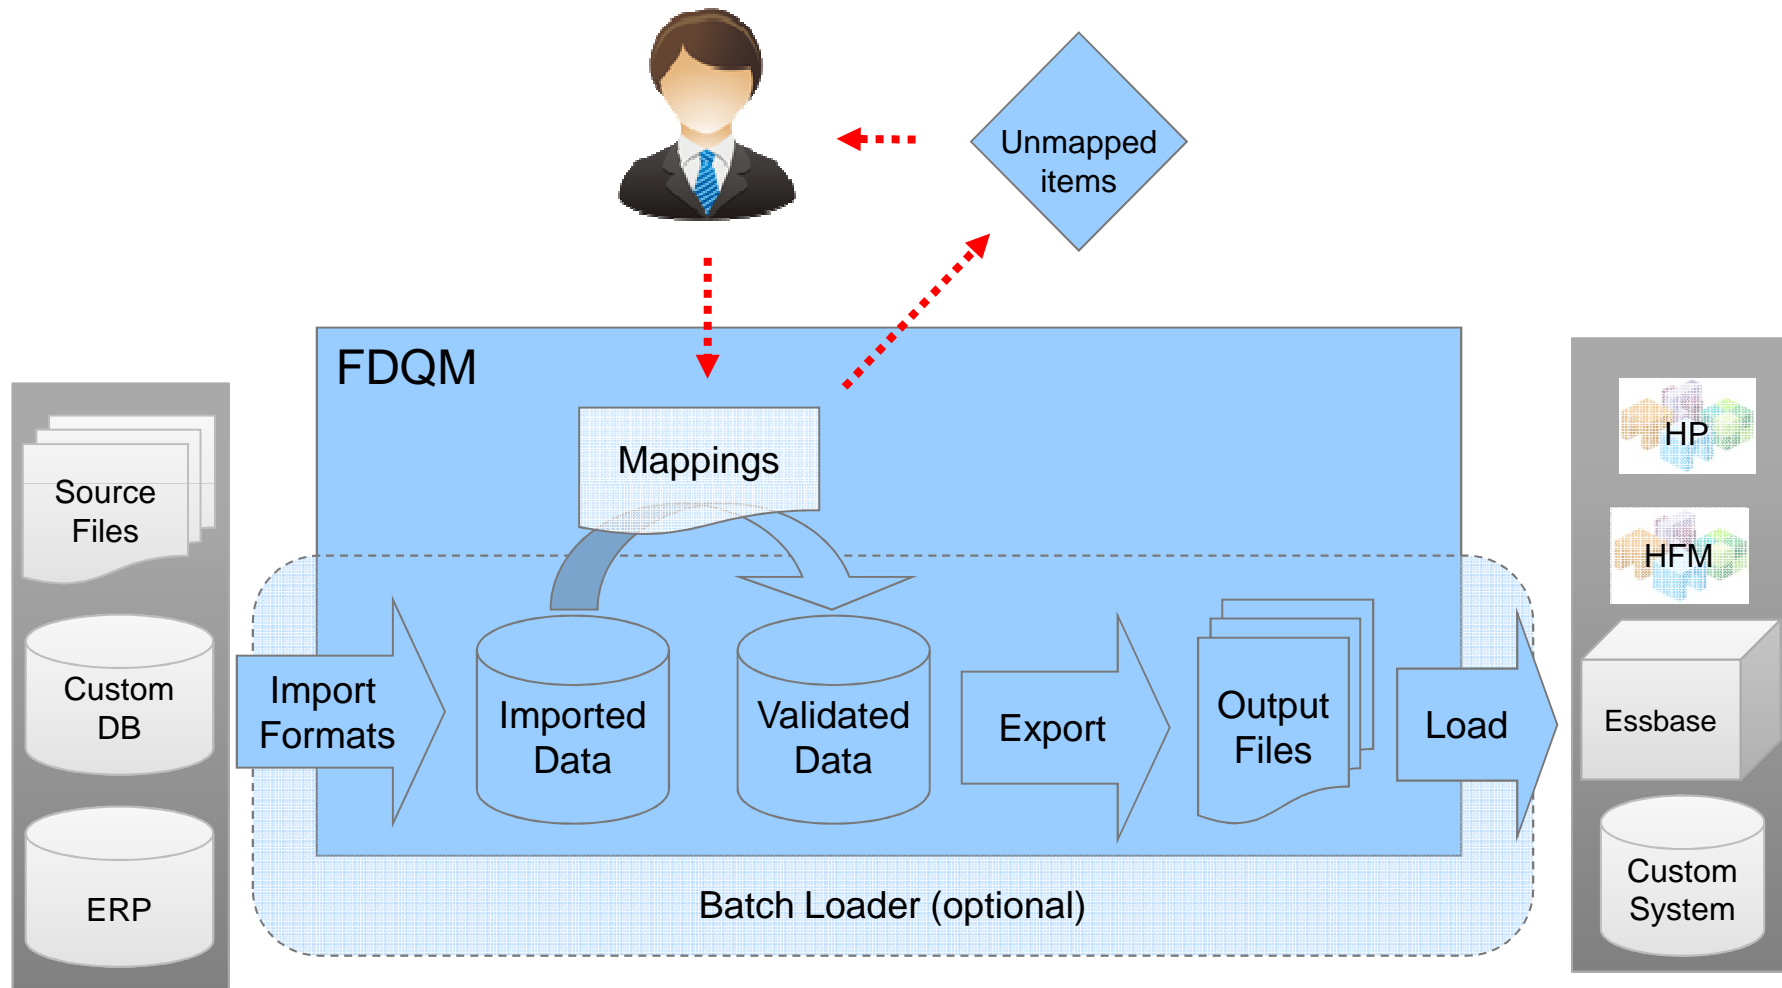 Unmapped
items
FDQM
Mappings
Source
Files
Custom
DB
ERP
Import
Formats
Imported
Data
Validated
Data
Export
Output
Files
Load
HP
HFM
Essbase
Custom
System
Batch Loader (optional)